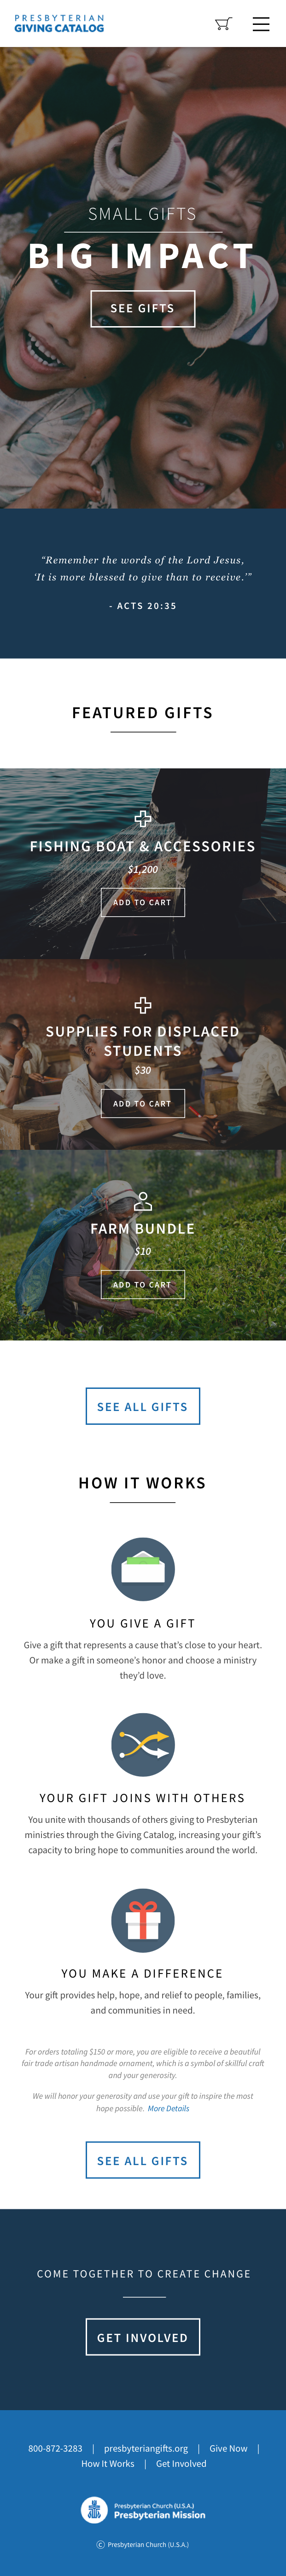 PRESBYTERIAN
GIVING CATALOG
SMALL GIFTS
BIG IMPACT
SEE GIFTS
“Remember the words of the Lord Jesus,
‘It is more blessed to give than to receive.’”
- ACTS 20:35
FEATURED GIFTS
FISHING BOAT & ACCESSORIES
$1,200
ADD TO CART
SUPPLIES FOR DISPLACED
STUDENTS
$30
ADD TO CART
FARM BUNDLE
$10
ADD TO CART
SEE ALL GIFTS
HOW IT WORKS
YOU GIVE A GIFT
Give a gift that represents a cause that’s close to your heart.
Or make a gift in someone’s honor and choose a ministry
they’d love.
YOUR GIFT JOINS WITH OTHERS
You unite with thousands of others giving to Presbyterian
ministries through the Giving Catalog, increasing your gift’s
capacity to bring hope to communities around the world.
YOU MAKE A DIFFERENCE
Your gift provides help, hope, and relief to people, families,
and communities in need.
For orders totaling $150 or more, you are eligible to receive a beautiful
fair trade artisan handmade ornament, which is a symbol of skillful craft
and your generosity.
We will honor your generosity and use your gift to inspire the most
hope possible. More Details
SEE ALL GIFTS
COME TOGETHER TO CREATE CHANGE
GET INVOLVED
800-872-3283 | presbyteriangifts.org | Give Now |
How It Works | Get Involved
Presbyterian Church (U.S.A.)
Presbyterian Mission
© Presbyterian Church (U.S.A.)